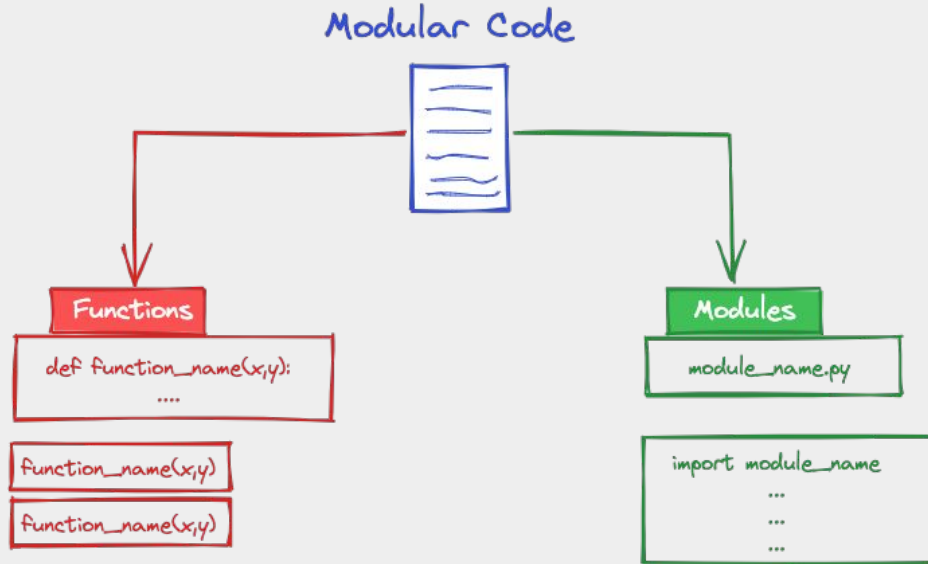 Modular Code
Functions
def function_name(x,y):
....
function_name(x,y)
function_name(x,y)
Modules
module_name.py
import module_name
...
...
...